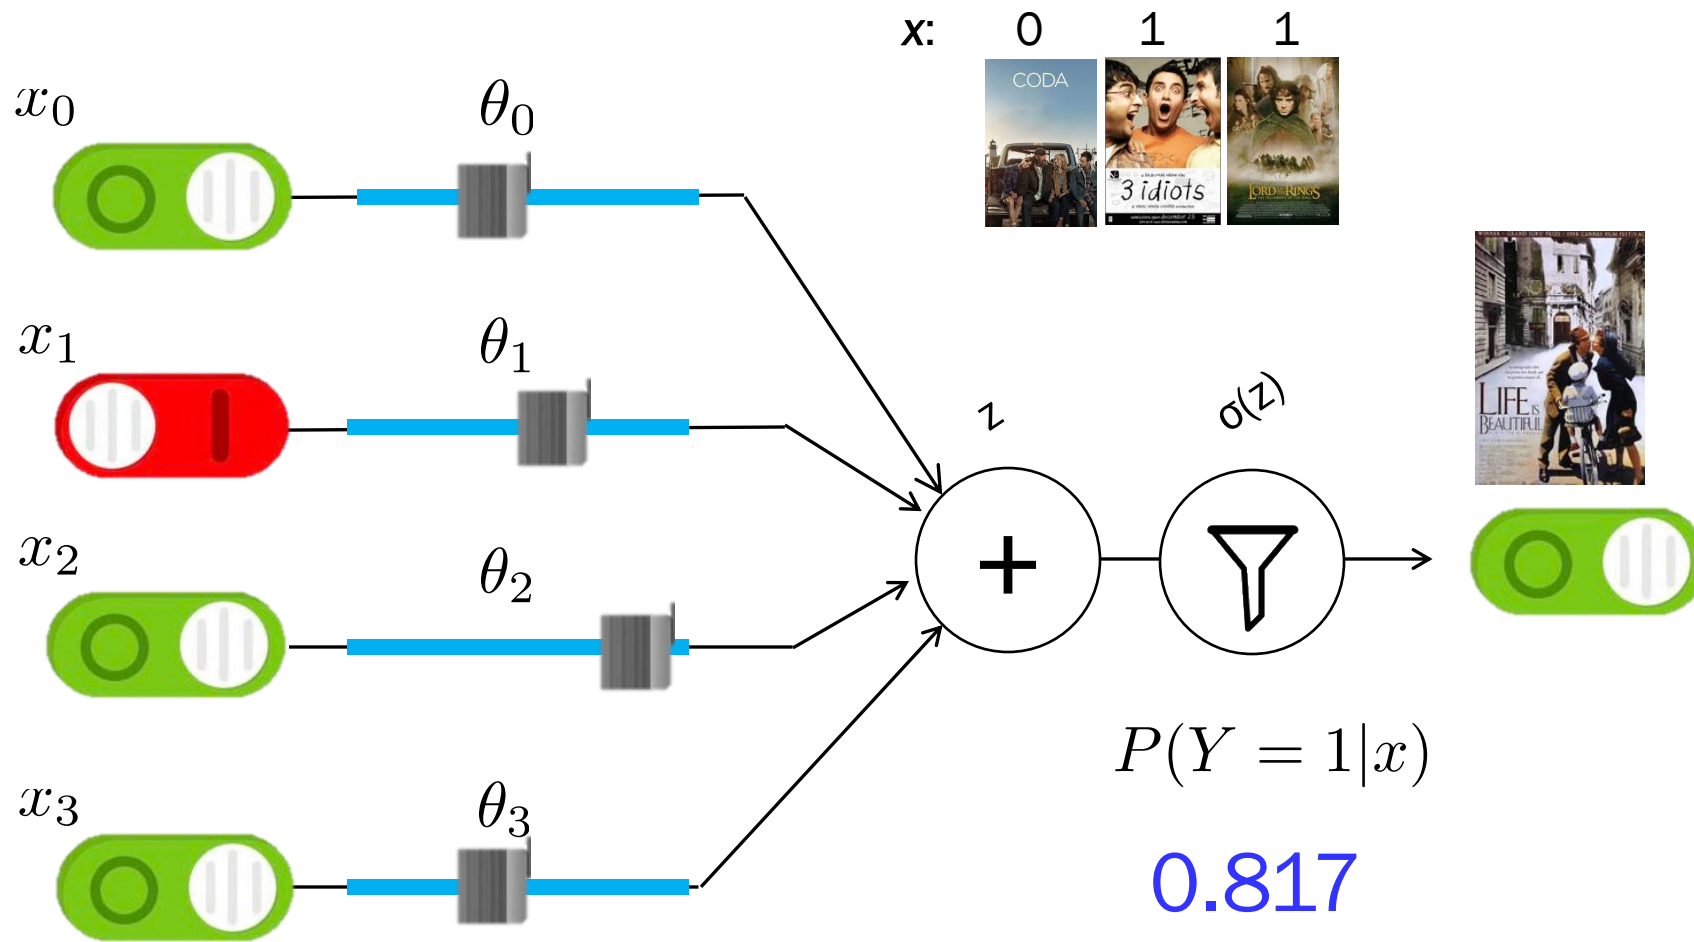 x: 0 1 1
x₀
θ₀
CODA
3 idiots
LORD OF THE RINGS
x₁
θ₁
LIFE IS
BEAUTIFUL
z
σ(z)
x₂
θ₂
+
P(Y = 1|x)
x₃
θ₃
0.817